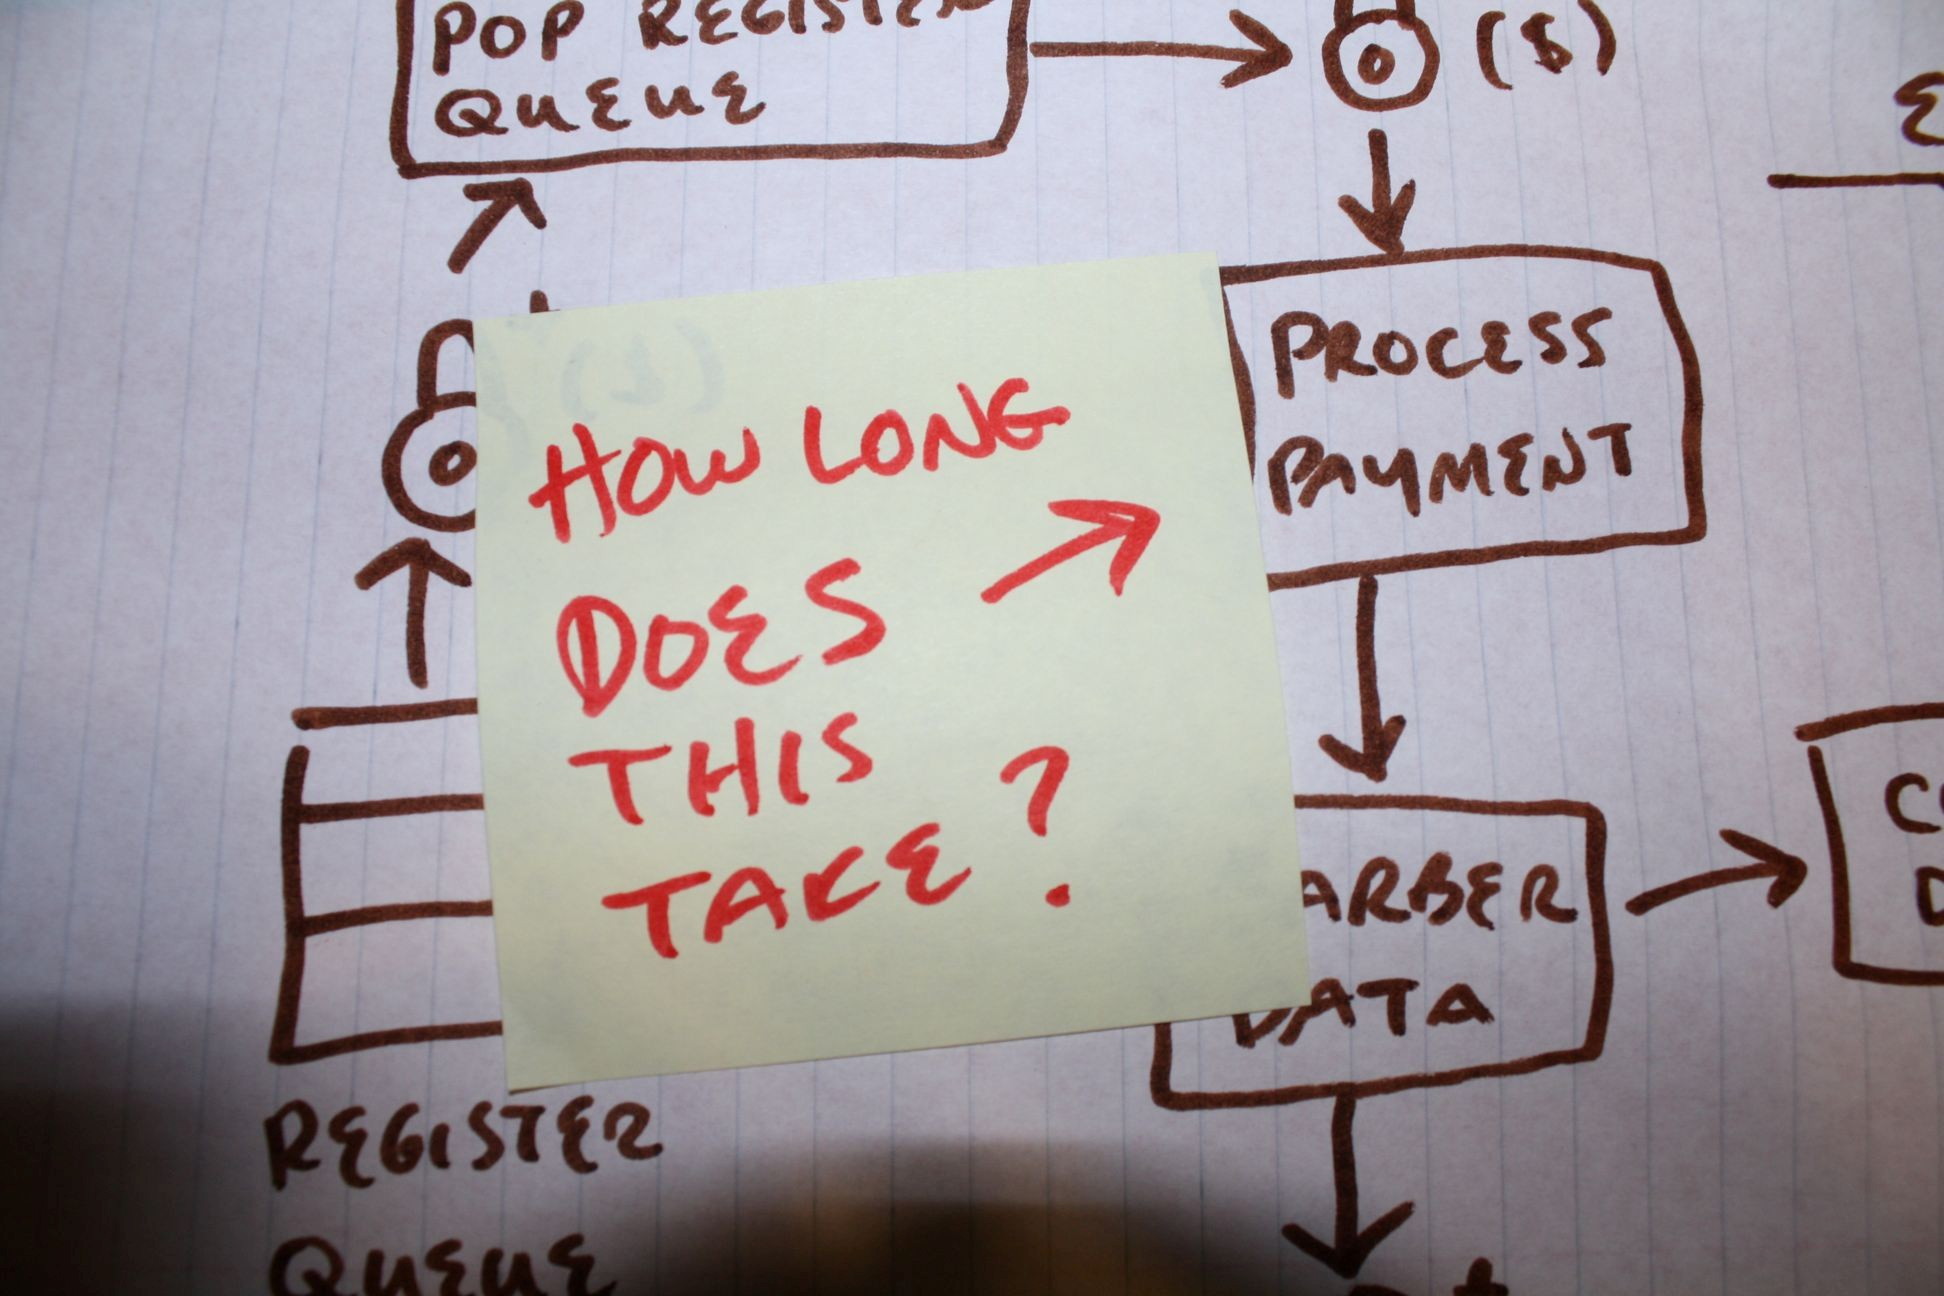 POP REGISTER
QUEUE
($)
PROCESS
PAYMENT
HOW LONG
DOES
THIS
TAKE ?
ARBER
DATA
REGISTER
QUEUE